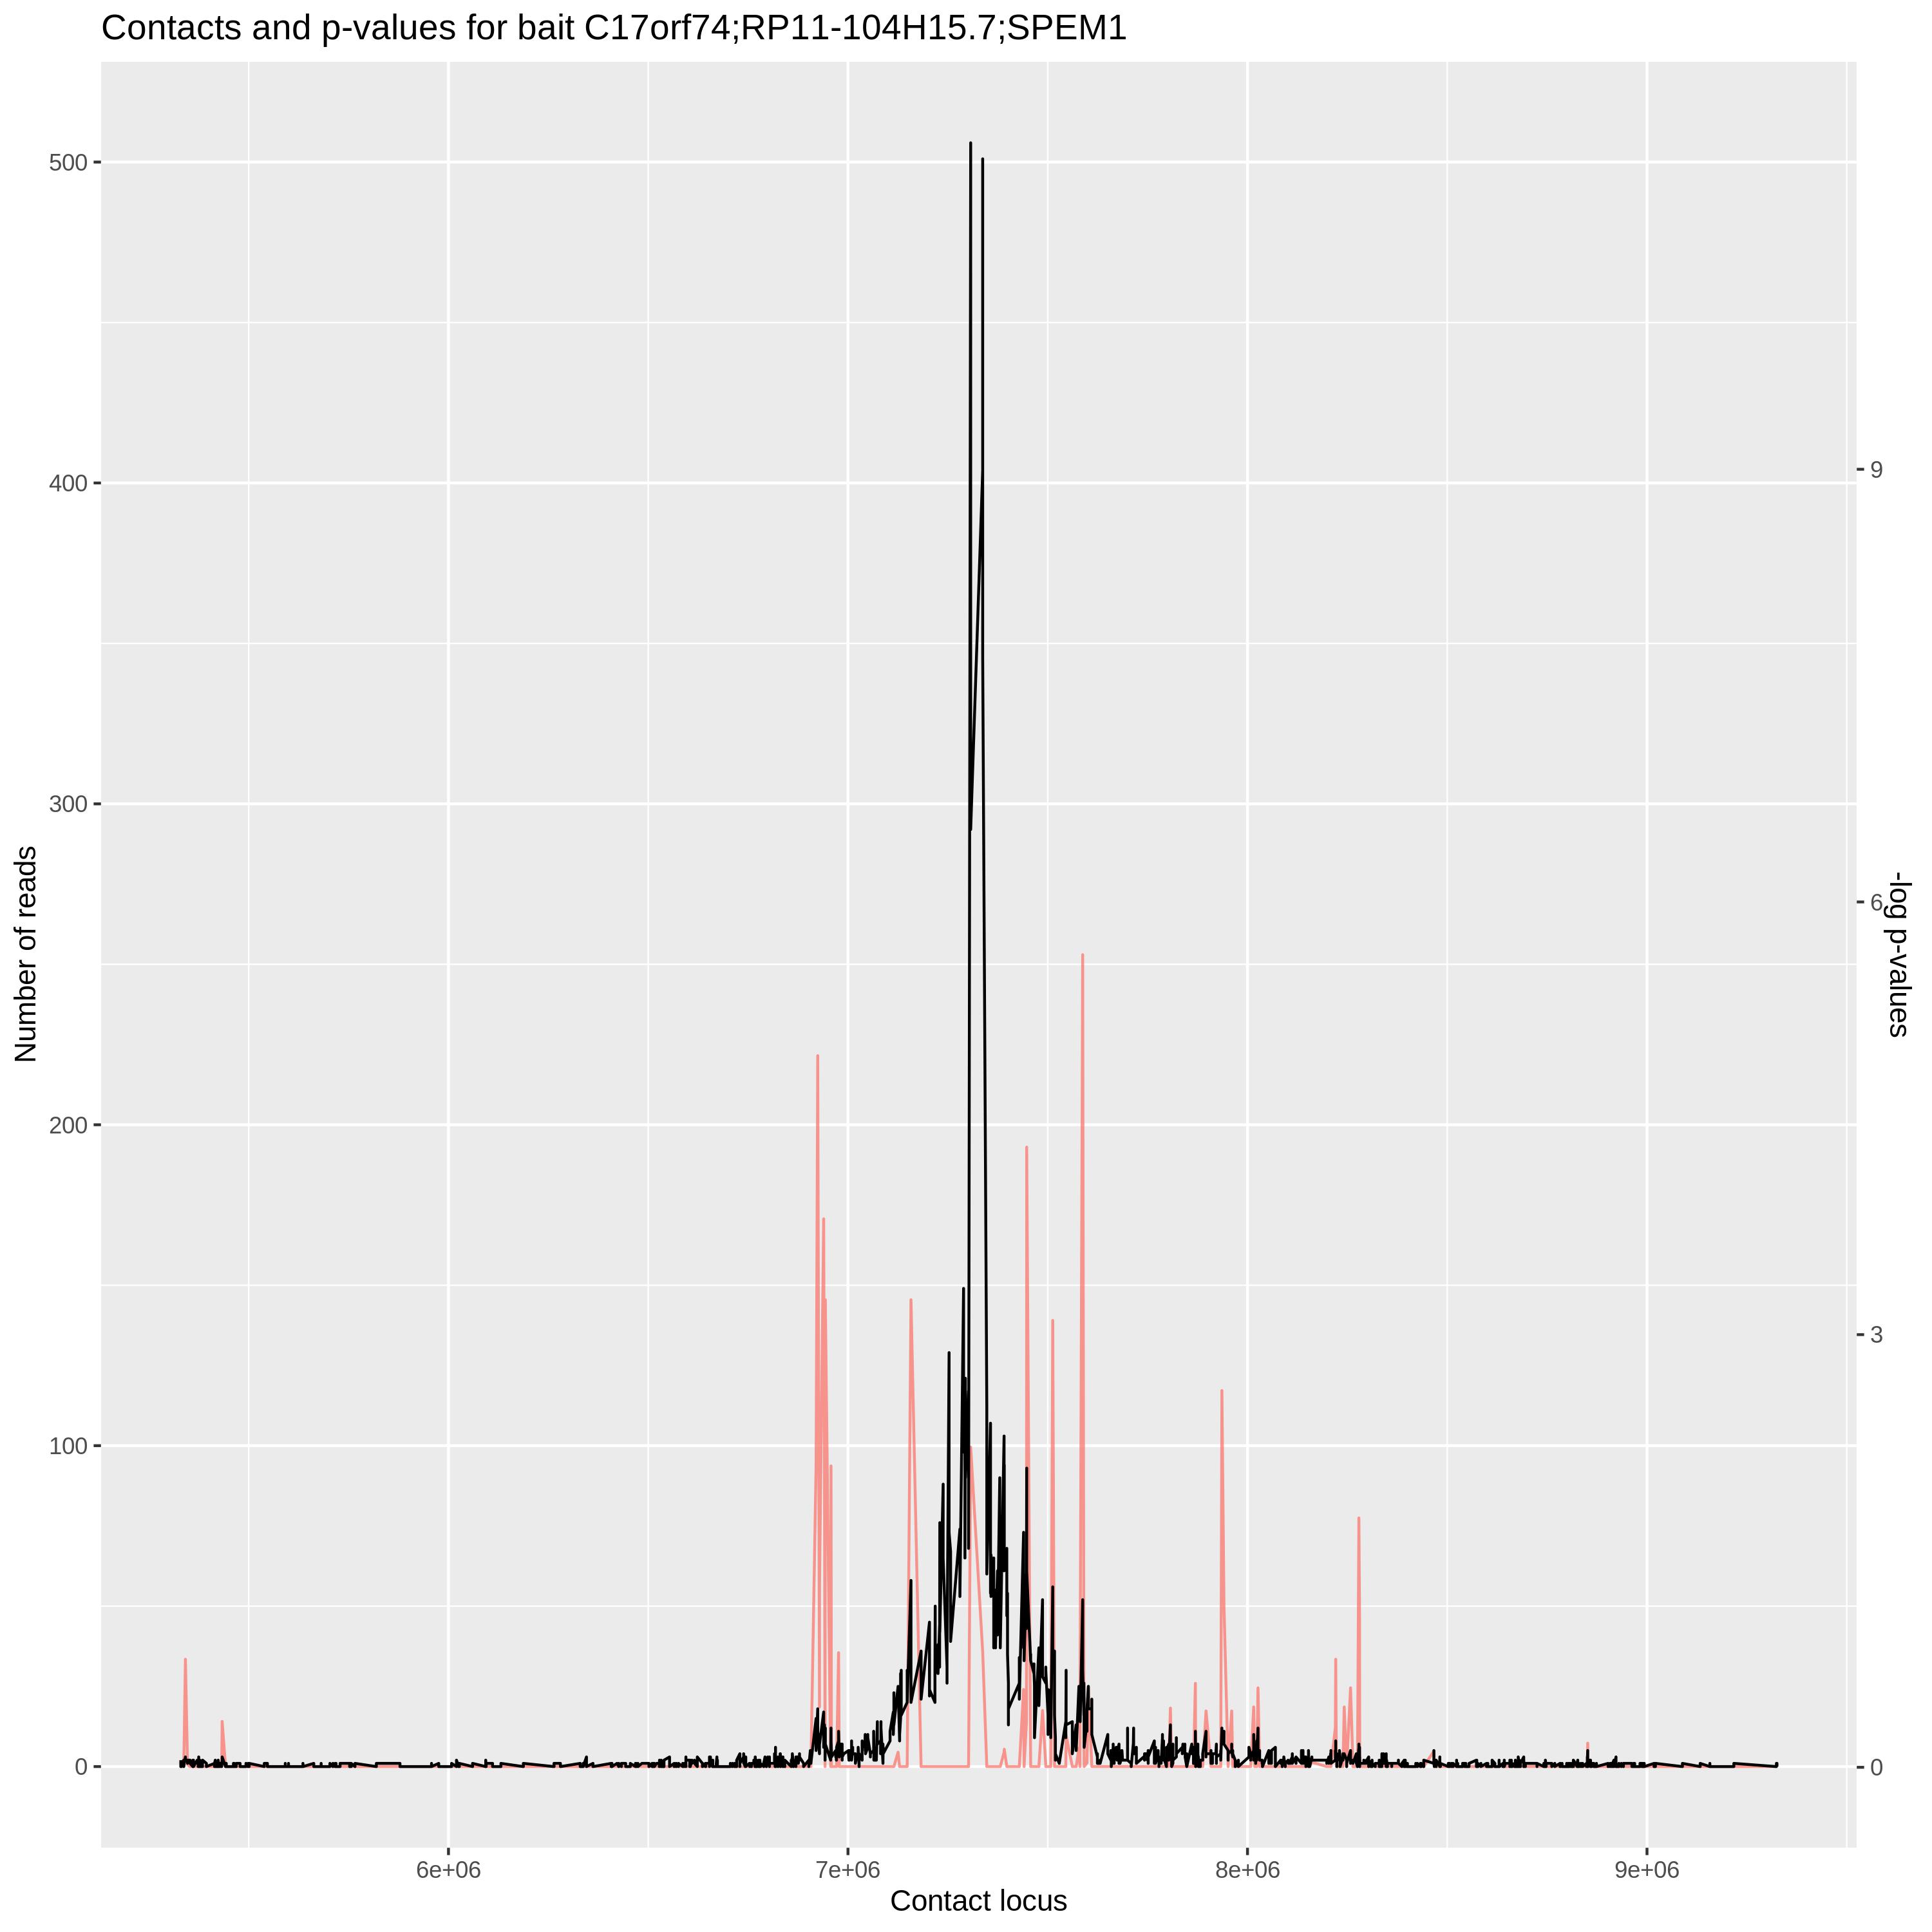 Contacts and p-values for bait C17orf74;RP11-104H15.7;SPEM1
500
400
300
200
100
0
Number of reads
9
6
3
0
-log p-values
6e+06 7e+06 8e+06 9e+06
Contact locus